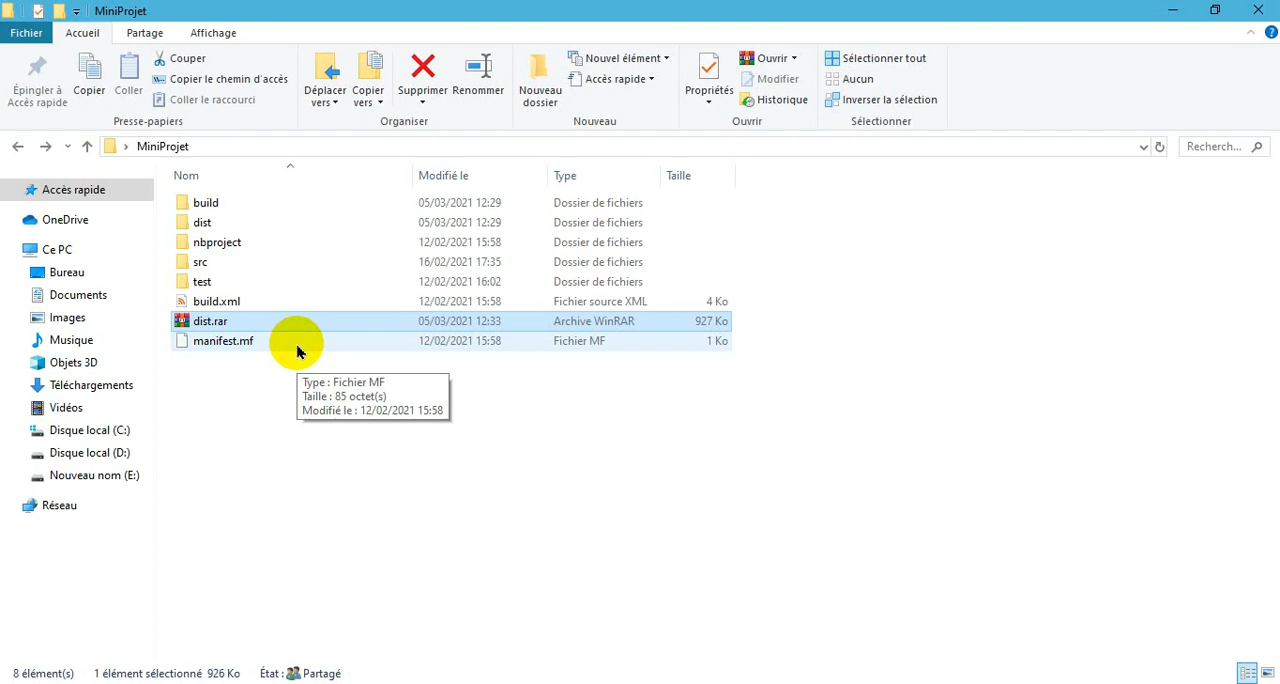 MiniProjet
Fichier Accueil Partage Affichage
Épingler à Accès rapide
Copier
Coller
Couper
Copier le chemin d'accès
Coller le raccourci
Presse-papiers
Déplacer vers
Copier vers
Supprimer
Renommer
Organiser
Nouveau dossier
Nouvel élément
Accès rapide
Nouveau
Propriétés
Ouvrir
Modifier
Historique
Ouvrir
Sélectionner tout
Aucun
Inverser la sélection
Sélectionner
MiniProjet
Recherch...
Nom Modifié le Type Taille
build 05/03/2021 12:29 Dossier de fichiers
dist 05/03/2021 12:29 Dossier de fichiers
nbproject 12/02/2021 15:58 Dossier de fichiers
src 16/02/2021 17:35 Dossier de fichiers
test 12/02/2021 16:02 Dossier de fichiers
build.xml 12/02/2021 15:58 Fichier source XML 4 Ko
dist.rar 05/03/2021 12:33 Archive WinRAR 927 Ko
manifest.mf 12/02/2021 15:58 Fichier MF 1 Ko
Type : Fichier MF
Taille : 85 octet(s)
Modifié le : 12/02/2021 15:58
Accès rapide
OneDrive
Ce PC
Bureau
Documents
Images
Musique
Objets 3D
Téléchargements
Vidéos
Disque local (C:)
Disque local (D:)
Nouveau nom (E:)
Réseau
8 élément(s) 1 élément sélectionné 926 Ko État : Partagé